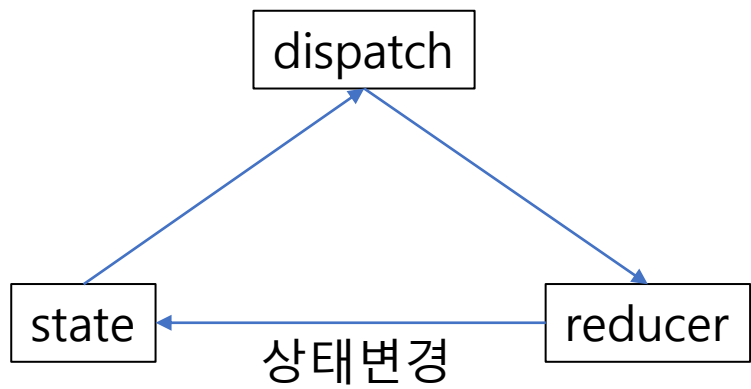 dispatch
state
reducer
상태변경